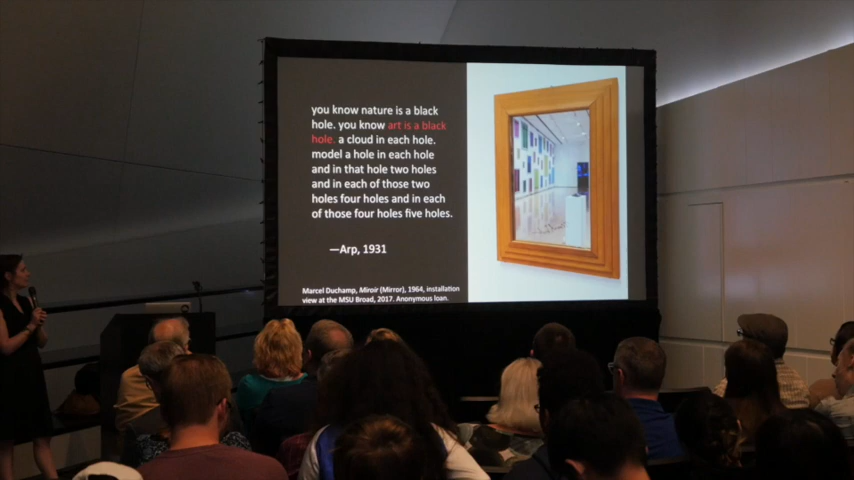 you know nature is a black
hole. you know art is a black
hole. a cloud in each hole.
model a hole in each hole
and in that hole two holes
and in each of those two
holes four holes and in each
of those four holes five holes.
—Arp, 1931
Marcel Duchamp, Miroir (Mirror), 1964, installation
view at the MSU Broad, 2017. Anonymous loan.